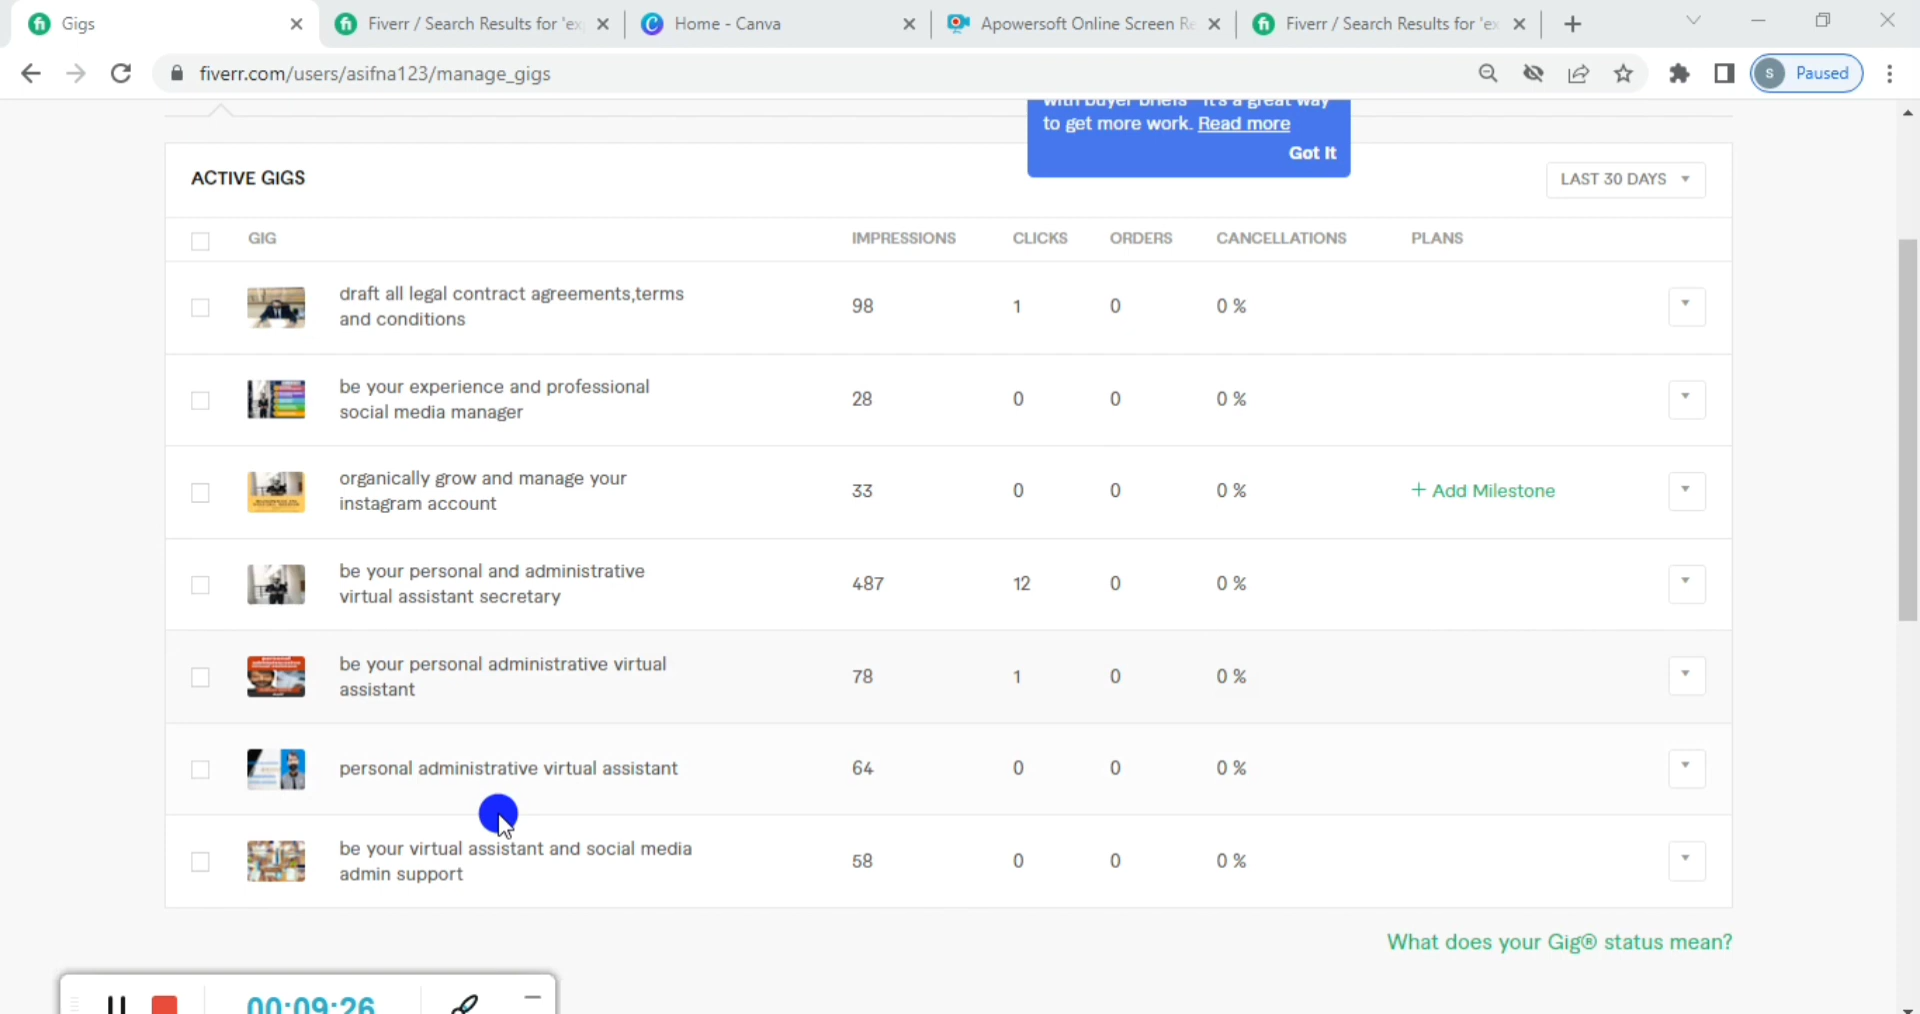 Gigs
Fiverr / Search Results for 'ex
Home - Canva
Apowersoft Online Screen Re
Fiverr / Search Results for 'ex
fiverr.com/users/asifna123/manage_gigs
S
Paused
with buyer briefs
It's a great way
to get more work. Read more
Got It
ACTIVE GIGS
LAST 30 DAYS
GIG
IMPRESSIONS
CLICKS
ORDERS
CANCELLATIONS
PLANS
draft all legal contract agreements,terms
and conditions
98
1
0
0 %
be your experience and professional
social media manager
28
0
0
0 %
organically grow and manage your
instagram account
33
0
0
0 %
+ Add Milestone
be your personal and administrative
virtual assistant secretary
487
12
0
0 %
be your personal administrative virtual
assistant
78
1
0
0 %
personal administrative virtual assistant
64
0
0
0 %
be your virtual assistant and social media
admin support
58
0
0
0 %
What does your Gig® status mean?
00:09:26